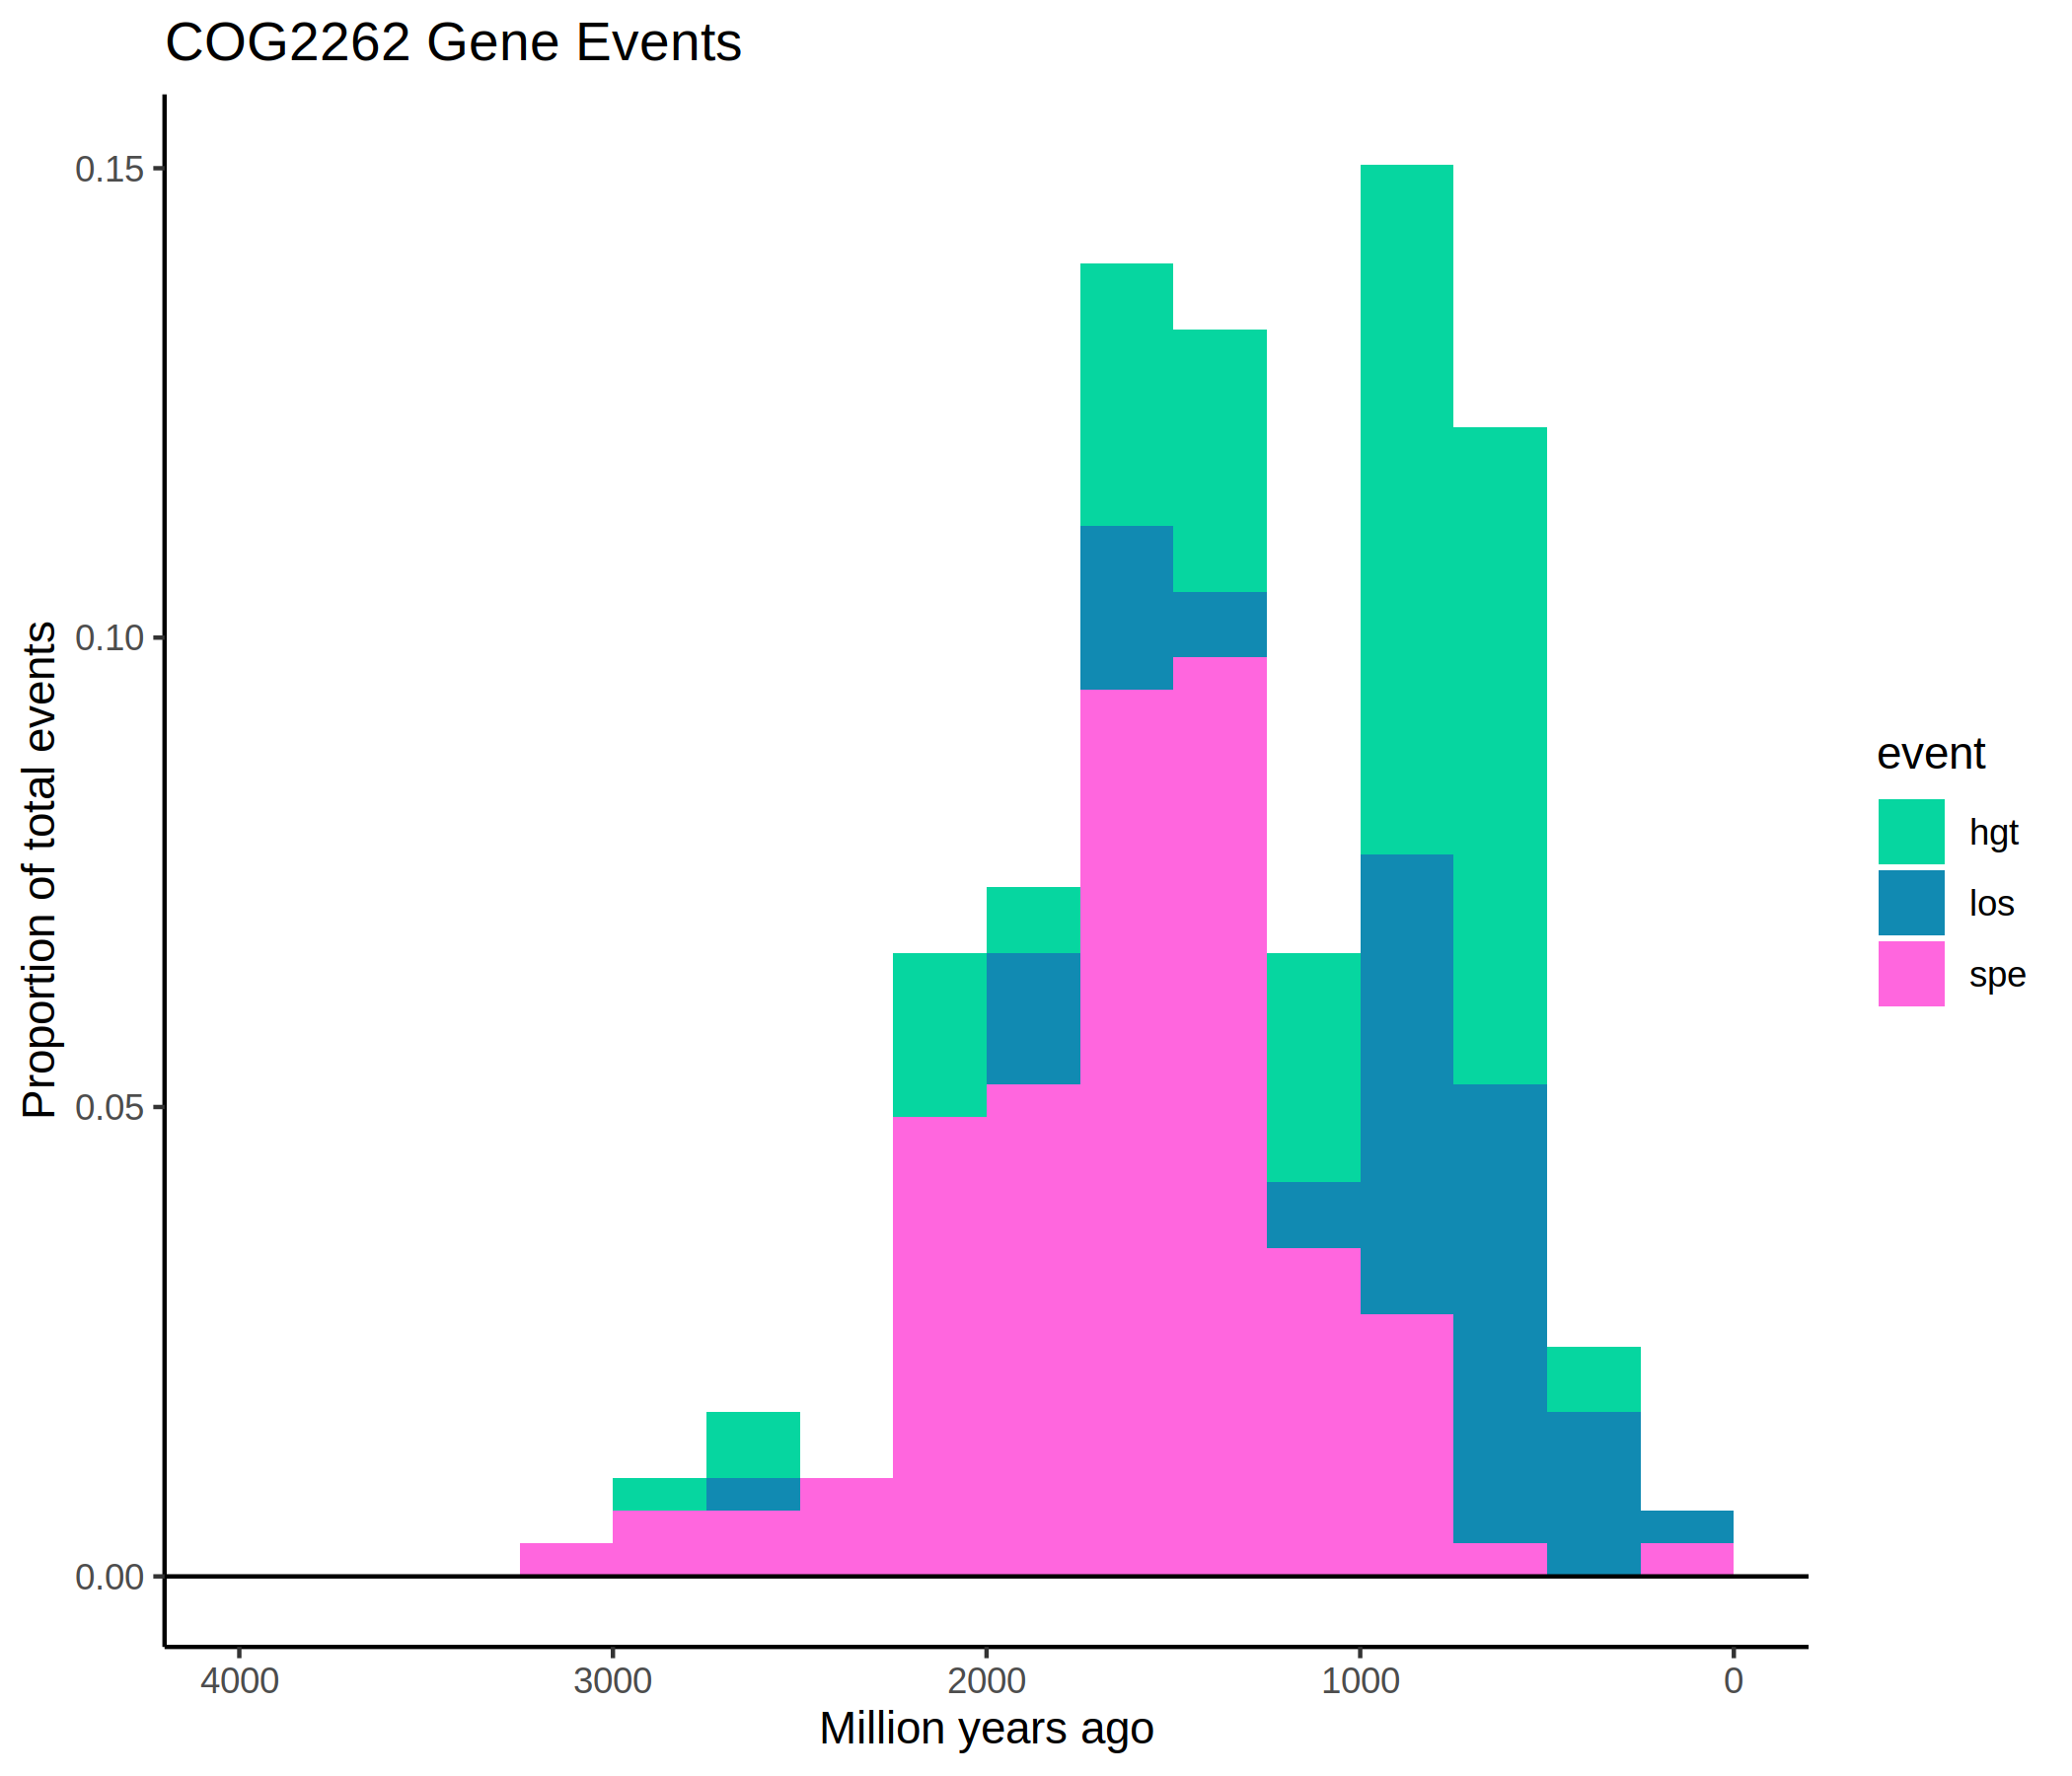 COG2262 Gene Events
Proportion of total events
0.15
0.10
0.05
0.00
4000 3000 2000 1000 0
Million years ago
event
hgt
los
spe